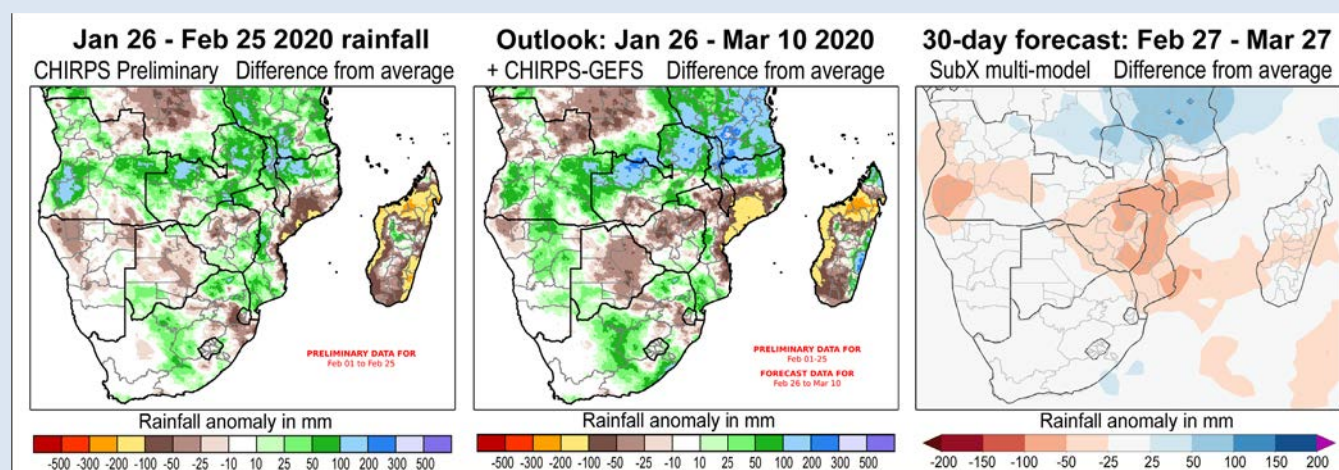 Jan 26 - Feb 25 2020 rainfall
CHIRPS Preliminary Difference from average
PRELIMINARY DATA FOR
Feb 01 to Feb 25
Rainfall anomaly in mm
-500 -300 -200 -100 -50 -25 -10 10 25 50 100 200 300 500
Outlook: Jan 26 - Mar 10 2020
+ CHIRPS-GEFS Difference from average
PRELIMINARY DATA FOR
Feb 01-25
FORECAST DATA FOR
Feb 26 to Mar 10
Rainfall anomaly in mm
-500 -300 -200 -100 -50 -25 -10 10 25 50 100 200 300 500
30-day forecast: Feb 27 - Mar 27
SubX multi-model Difference from average
Rainfall anomaly in mm
-200 -150 -100 -50 -25 25 50 100 150 200